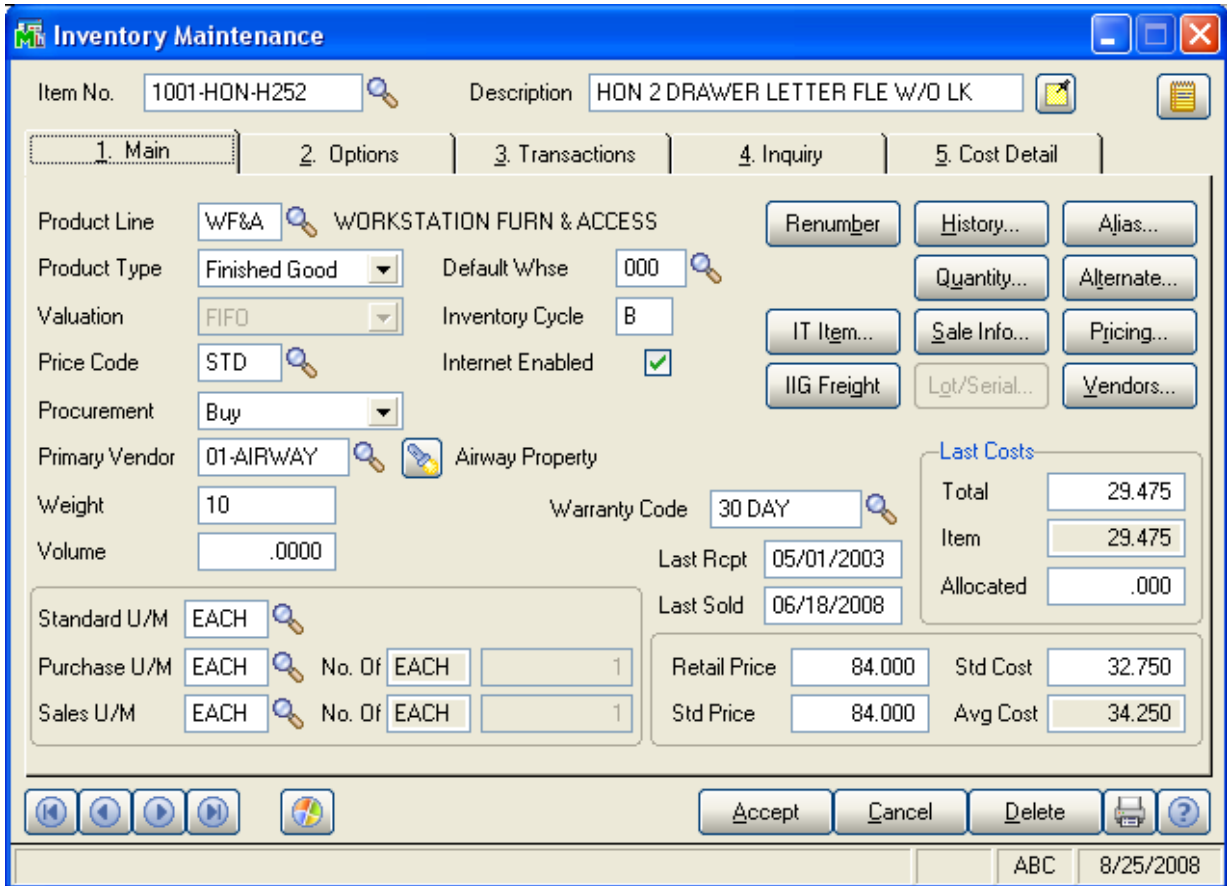 Inventory Maintenance
Item No. 1001-HON-H252 Description HON 2 DRAWER LETTER FLE W/O LK
1. Main 2. Options 3. Transactions 4. Inquiry 5. Cost Detail
Product Line WF&A WORKSTATION FURN & ACCESS Renumber History... Alias...
Product Type Finished Good Default Whse 000 Quantity... Alternate...
Valuation FIFO Inventory Cycle B IT Item... Sale Info... Pricing...
Price Code STD Internet Enabled
IIG Freight Lot/Serial... Vendors...
Procurement Buy
Primary Vendor 01-AIRWAY Airway Property Last Costs
Weight 10 Warranty Code 30 DAY Total 29.475
Item 29.475
Volume .0000 Last Rcpt 05/01/2003
Allocated .000
Standard U/M EACH Last Sold 06/18/2008
Purchase U/M EACH No. Of EACH 1 Retail Price 84.000 Std Cost 32.750
Sales U/M EACH No. Of EACH 1 Std Price 84.000 Avg Cost 34.250
Accept Cancel Delete
ABC 8/25/2008